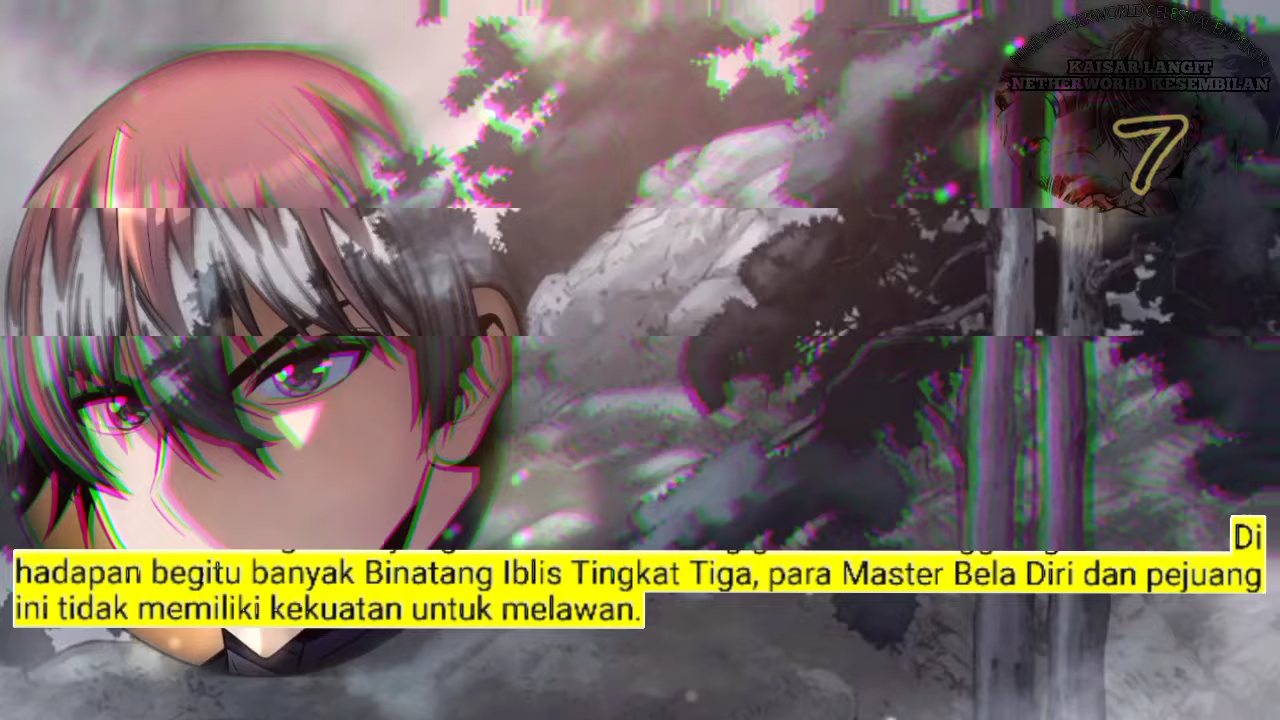 KAISAR LANGIT
NETHERWORLD KESEMBILAN
7
Di
hadapan begitu banyak Binatang Iblis Tingkat Tiga, para Master Bela Diri dan pejuang
ini tidak memiliki kekuatan untuk melawan.